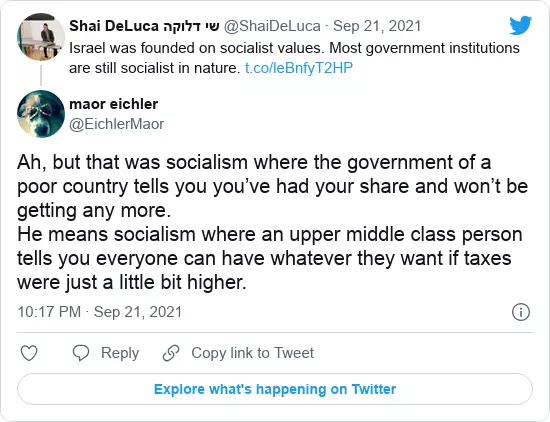 Shai DeLuca שי דלוקה @ShaiDeLuca · Sep 21, 2021
Israel was founded on socialist values. Most government institutions
are still socialist in nature. t.co/leBnfyT2HP
maor eichler
@EichlerMaor
Ah, but that was socialism where the government of a
poor country tells you you’ve had your share and won’t be
getting any more.
He means socialism where an upper middle class person
tells you everyone can have whatever they want if taxes
were just a little bit higher.
10:17 PM · Sep 21, 2021
Reply
Copy link to Tweet
Explore what's happening on Twitter